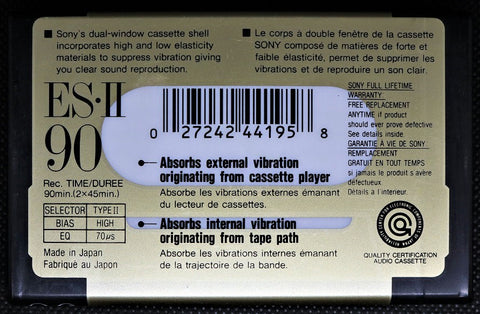 • Sony's dual-window cassette shell
incorporates high and low elasticity
materials to suppress vibration giving
you clear sound reproduction.
• Le corps à double fenêtre de la cassette
SONY composé de matières de forte et
faible élasticité, permet de supprimer les
vibrations et de reproduire un son clair.
ES·II
90
Rec. TIME/DUREE
90min.(2×45min.)
SELECTOR TYPE II
BIAS HIGH
EQ 70µs
Made in Japan
Fabriqué au Japon
0 27242 44195 8
Absorbs external vibration
originating from cassette player
Absorbe les vibrations externes émanant
du lecteur de cassettes.
Absorbs internal vibration
originating from tape path
Absorbe les vibrations internes émanant
de la trajectoire de la bande.
SONY FULL LIFETIME
WARRANTY
FREE REPLACEMENT
ANYTIME if product
should ever prove defective
See details inside
GARANTIE A VIE DE SONY
REMPLACEMENT
GRATUIT EN TOUT TEMPS
si jamais le produit s'avère
défectueux
Détails à l'interieur.
QUALITY CERTIFICATION
AUDIO CASSETTE